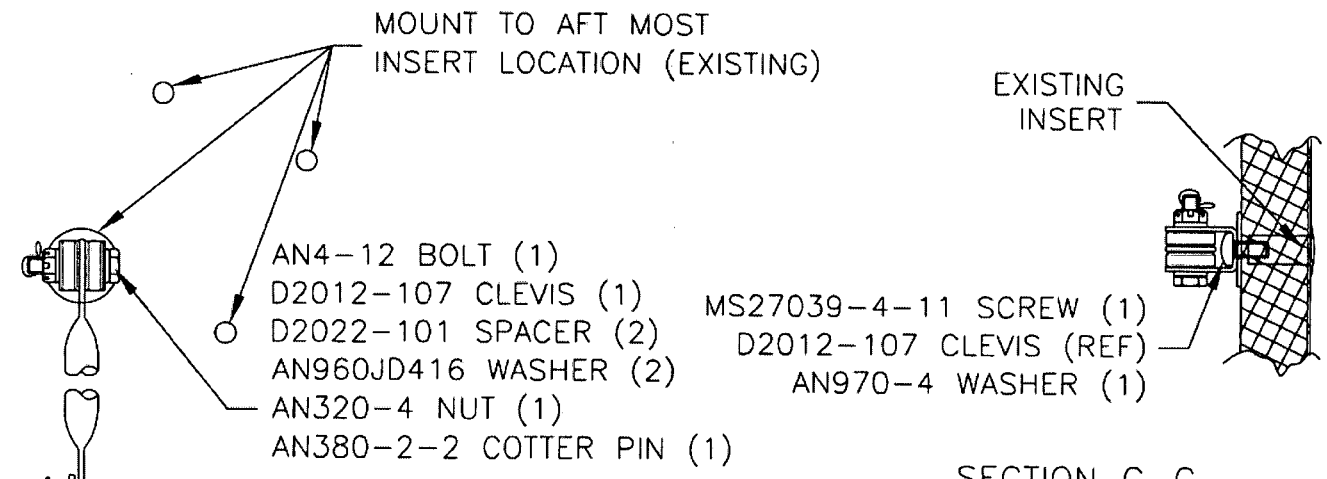 MOUNT TO AFT MOST
INSERT LOCATION (EXISTING)
EXISTING
INSERT
AN4-12 BOLT (1)
D2012-107 CLEVIS (1)
D2022-101 SPACER (2)
AN960JD416 WASHER (2)
AN320-4 NUT (1)
AN380-2-2 COTTER PIN (1)
MS27039-4-11 SCREW (1)
D2012-107 CLEVIS (REF)
AN970-4 WASHER (1)
SECTION C-C